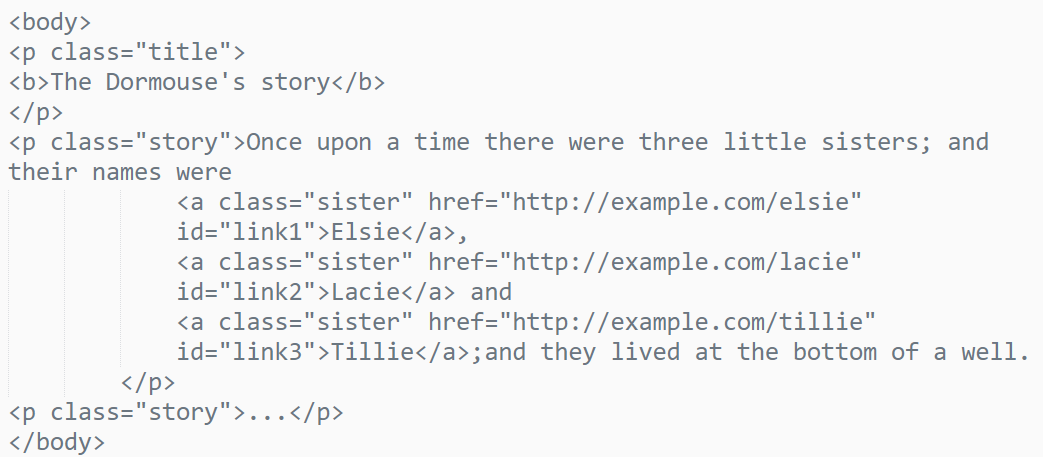 <body>
<p class="title">
<b>The Dormouse's story</b>
</p>
<p class="story">Once upon a time there were three little sisters; and
their names were
<a class="sister" href="http://example.com/elsie"
id="link1">Elsie</a>,
<a class="sister" href="http://example.com/lacie"
id="link2">Lacie</a> and
<a class="sister" href="http://example.com/tillie"
id="link3">Tillie</a>;and they lived at the bottom of a well.
</p>
<p class="story">...</p>
</body>